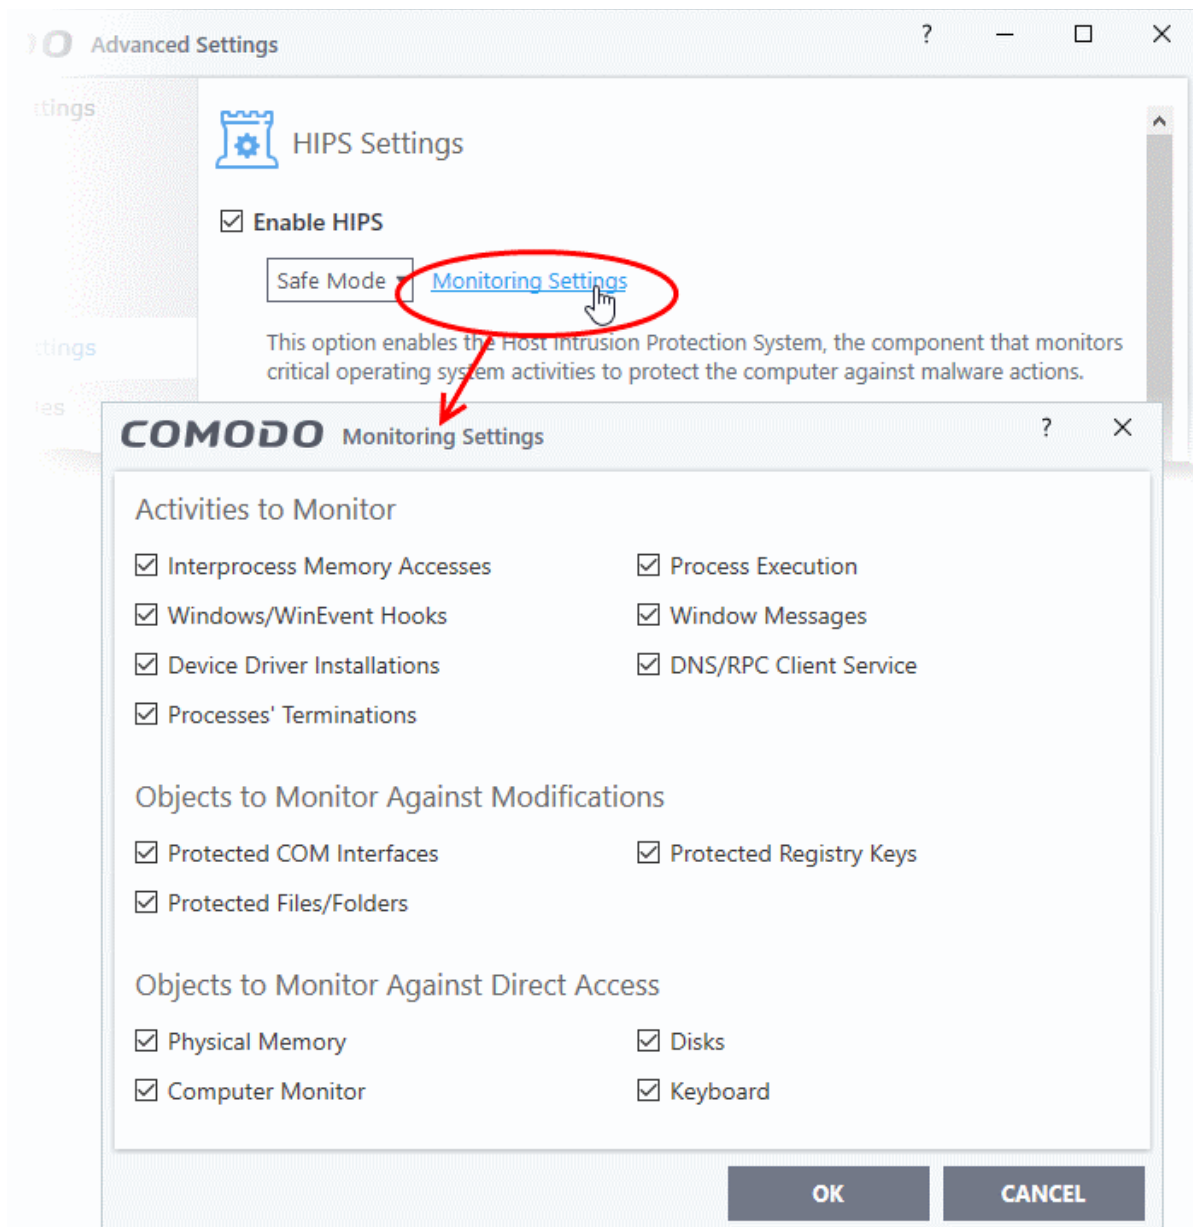 Advanced Settings
?
ttings
HIPS Settings
Enable HIPS
Safe Mode Monitoring Settings
This option enables the Host Intrusion Protection System, the component that monitors
ttings
critical operating system activities to protect the computer against malware actions.
COMODO Monitoring Settings
?
Activities to Monitor
Interprocess Memory Accesses Process Execution
Windows/WinEvent Hooks Window Messages
Device Driver Installations DNS/RPC Client Service
Processes' Terminations
Objects to Monitor Against Modifications
Protected COM Interfaces Protected Registry Keys
Protected Files/Folders
Objects to Monitor Against Direct Access
Physical Memory Disks
Computer Monitor Keyboard
OK CANCEL